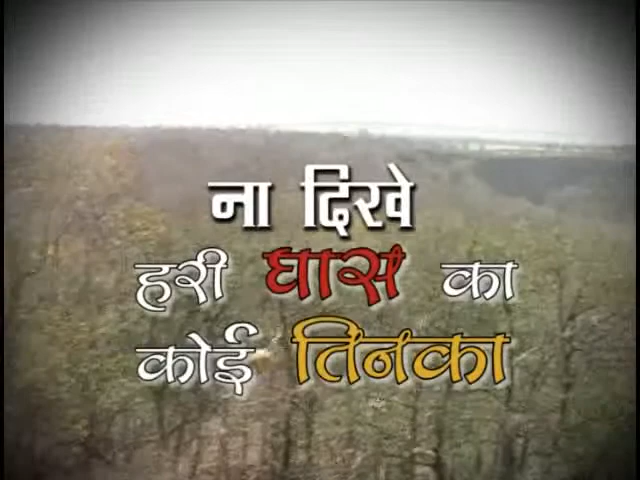 ना दिखे
हरी घास का
कोई तिनका